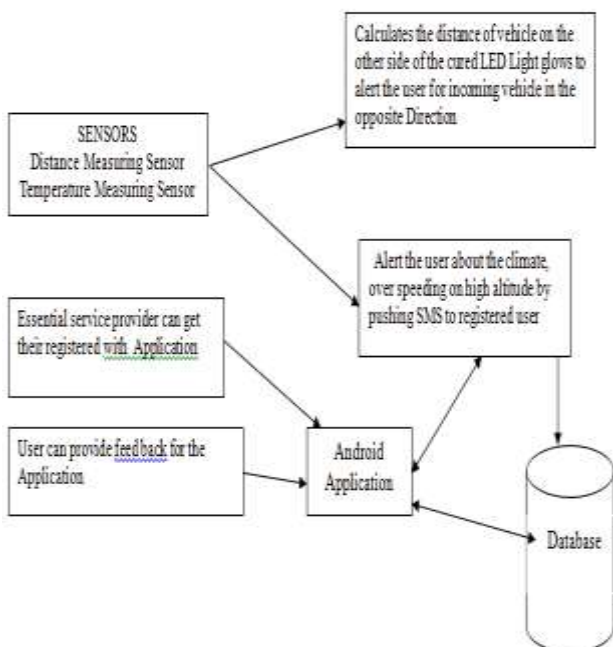 Calculates the distance of vehicle on the
other side of the cured LED Light glows to
alert the user for incoming vehicle in the
opposite Direction
SENSORS
Distance Measuring Sensor
Temperature Measuring Sensor
Alert the user about the climate,
over speeding on high altitude by
pushing SMS to registered user
Essential service provider can get
their registered with Application
User can provide feedback for the
Application
Android
Application
Database